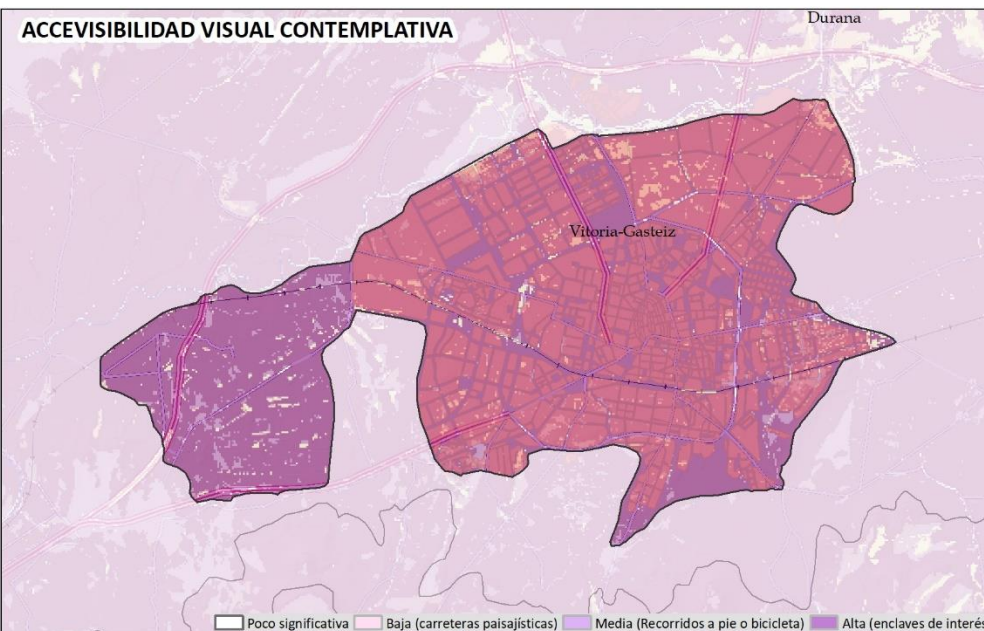 ACCEVISIBILIDAD VISUAL CONTEMPLATIVA
Durana
Vitoria-Gasteiz
Poco significativa Baja (carreteras paisajísticas) Media (Recorridos a pie o bicicleta) Alta (enclaves de interés